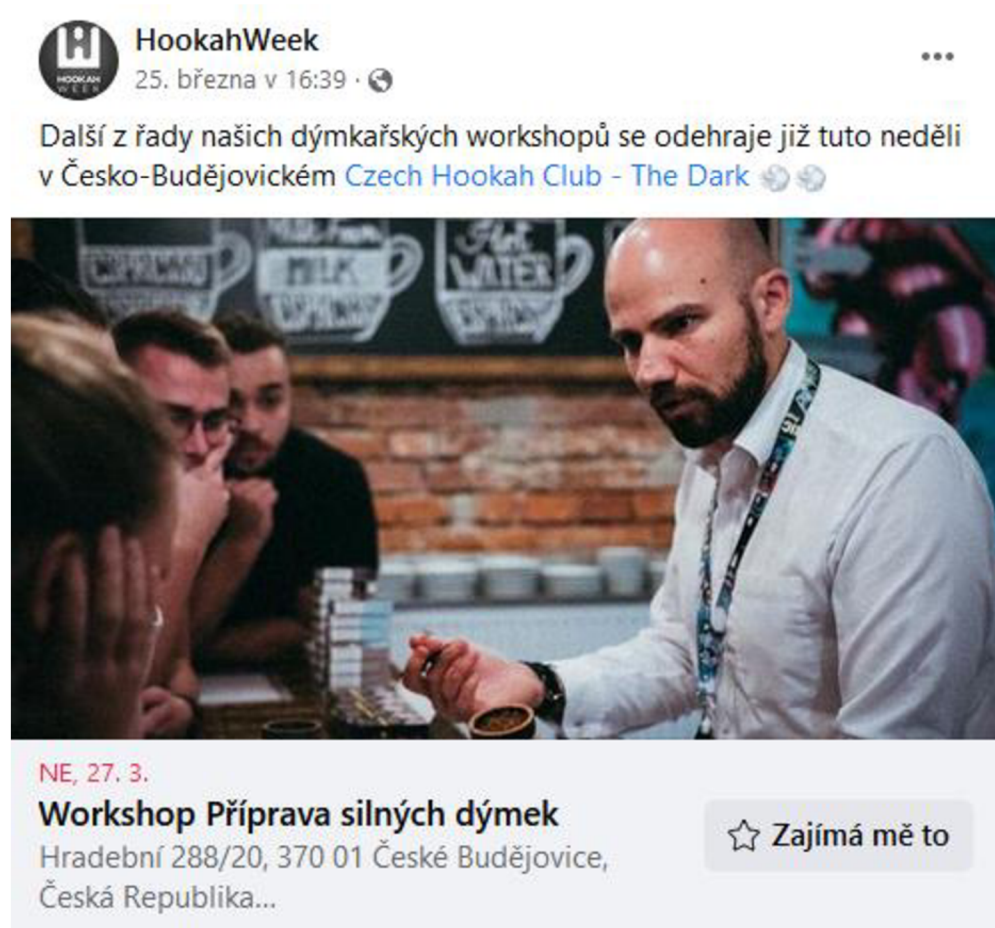 HookahWeek
25. března v 16:39 ·
Další z řady našich dýmkařských workshopů se odehraje již tuto neděli
v Česko-Budějovickém Czech Hookah Club - The Dark
HOOKAH
WEEK
MILK
WATER
NE, 27. 3.
Workshop Příprava silných dýmek
Hradební 288/20, 370 01 České Budějovice,
Česká Republika...
Zajímá mě to